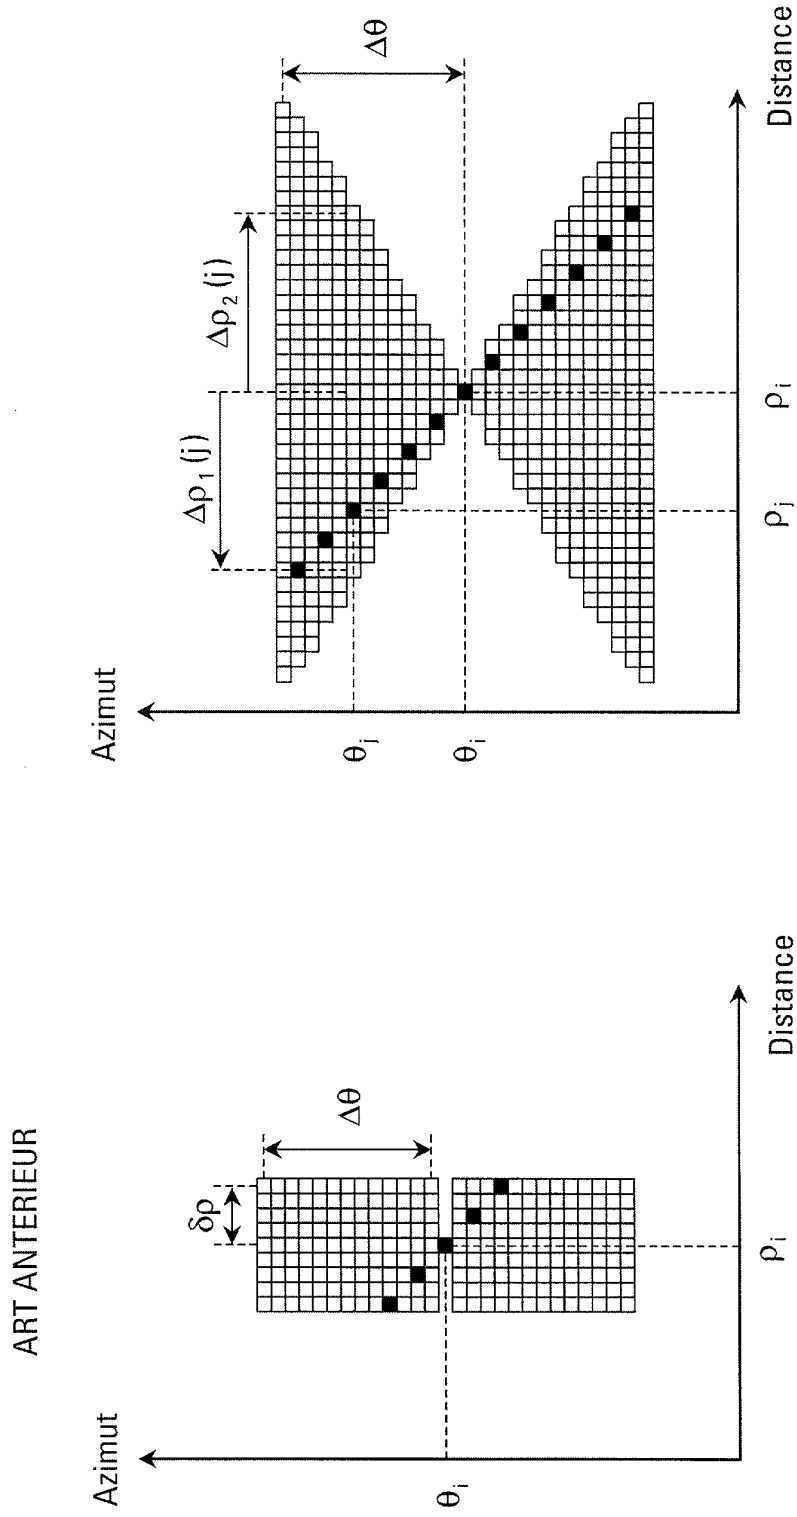 ART ANTERIEUR
Azimut
δρ
Δθ
θi
ρi
Distance
Azimut
Δρ1 (j)
Δρ2 (j)
Δθ
θj
θi
ρj
ρi
Distance